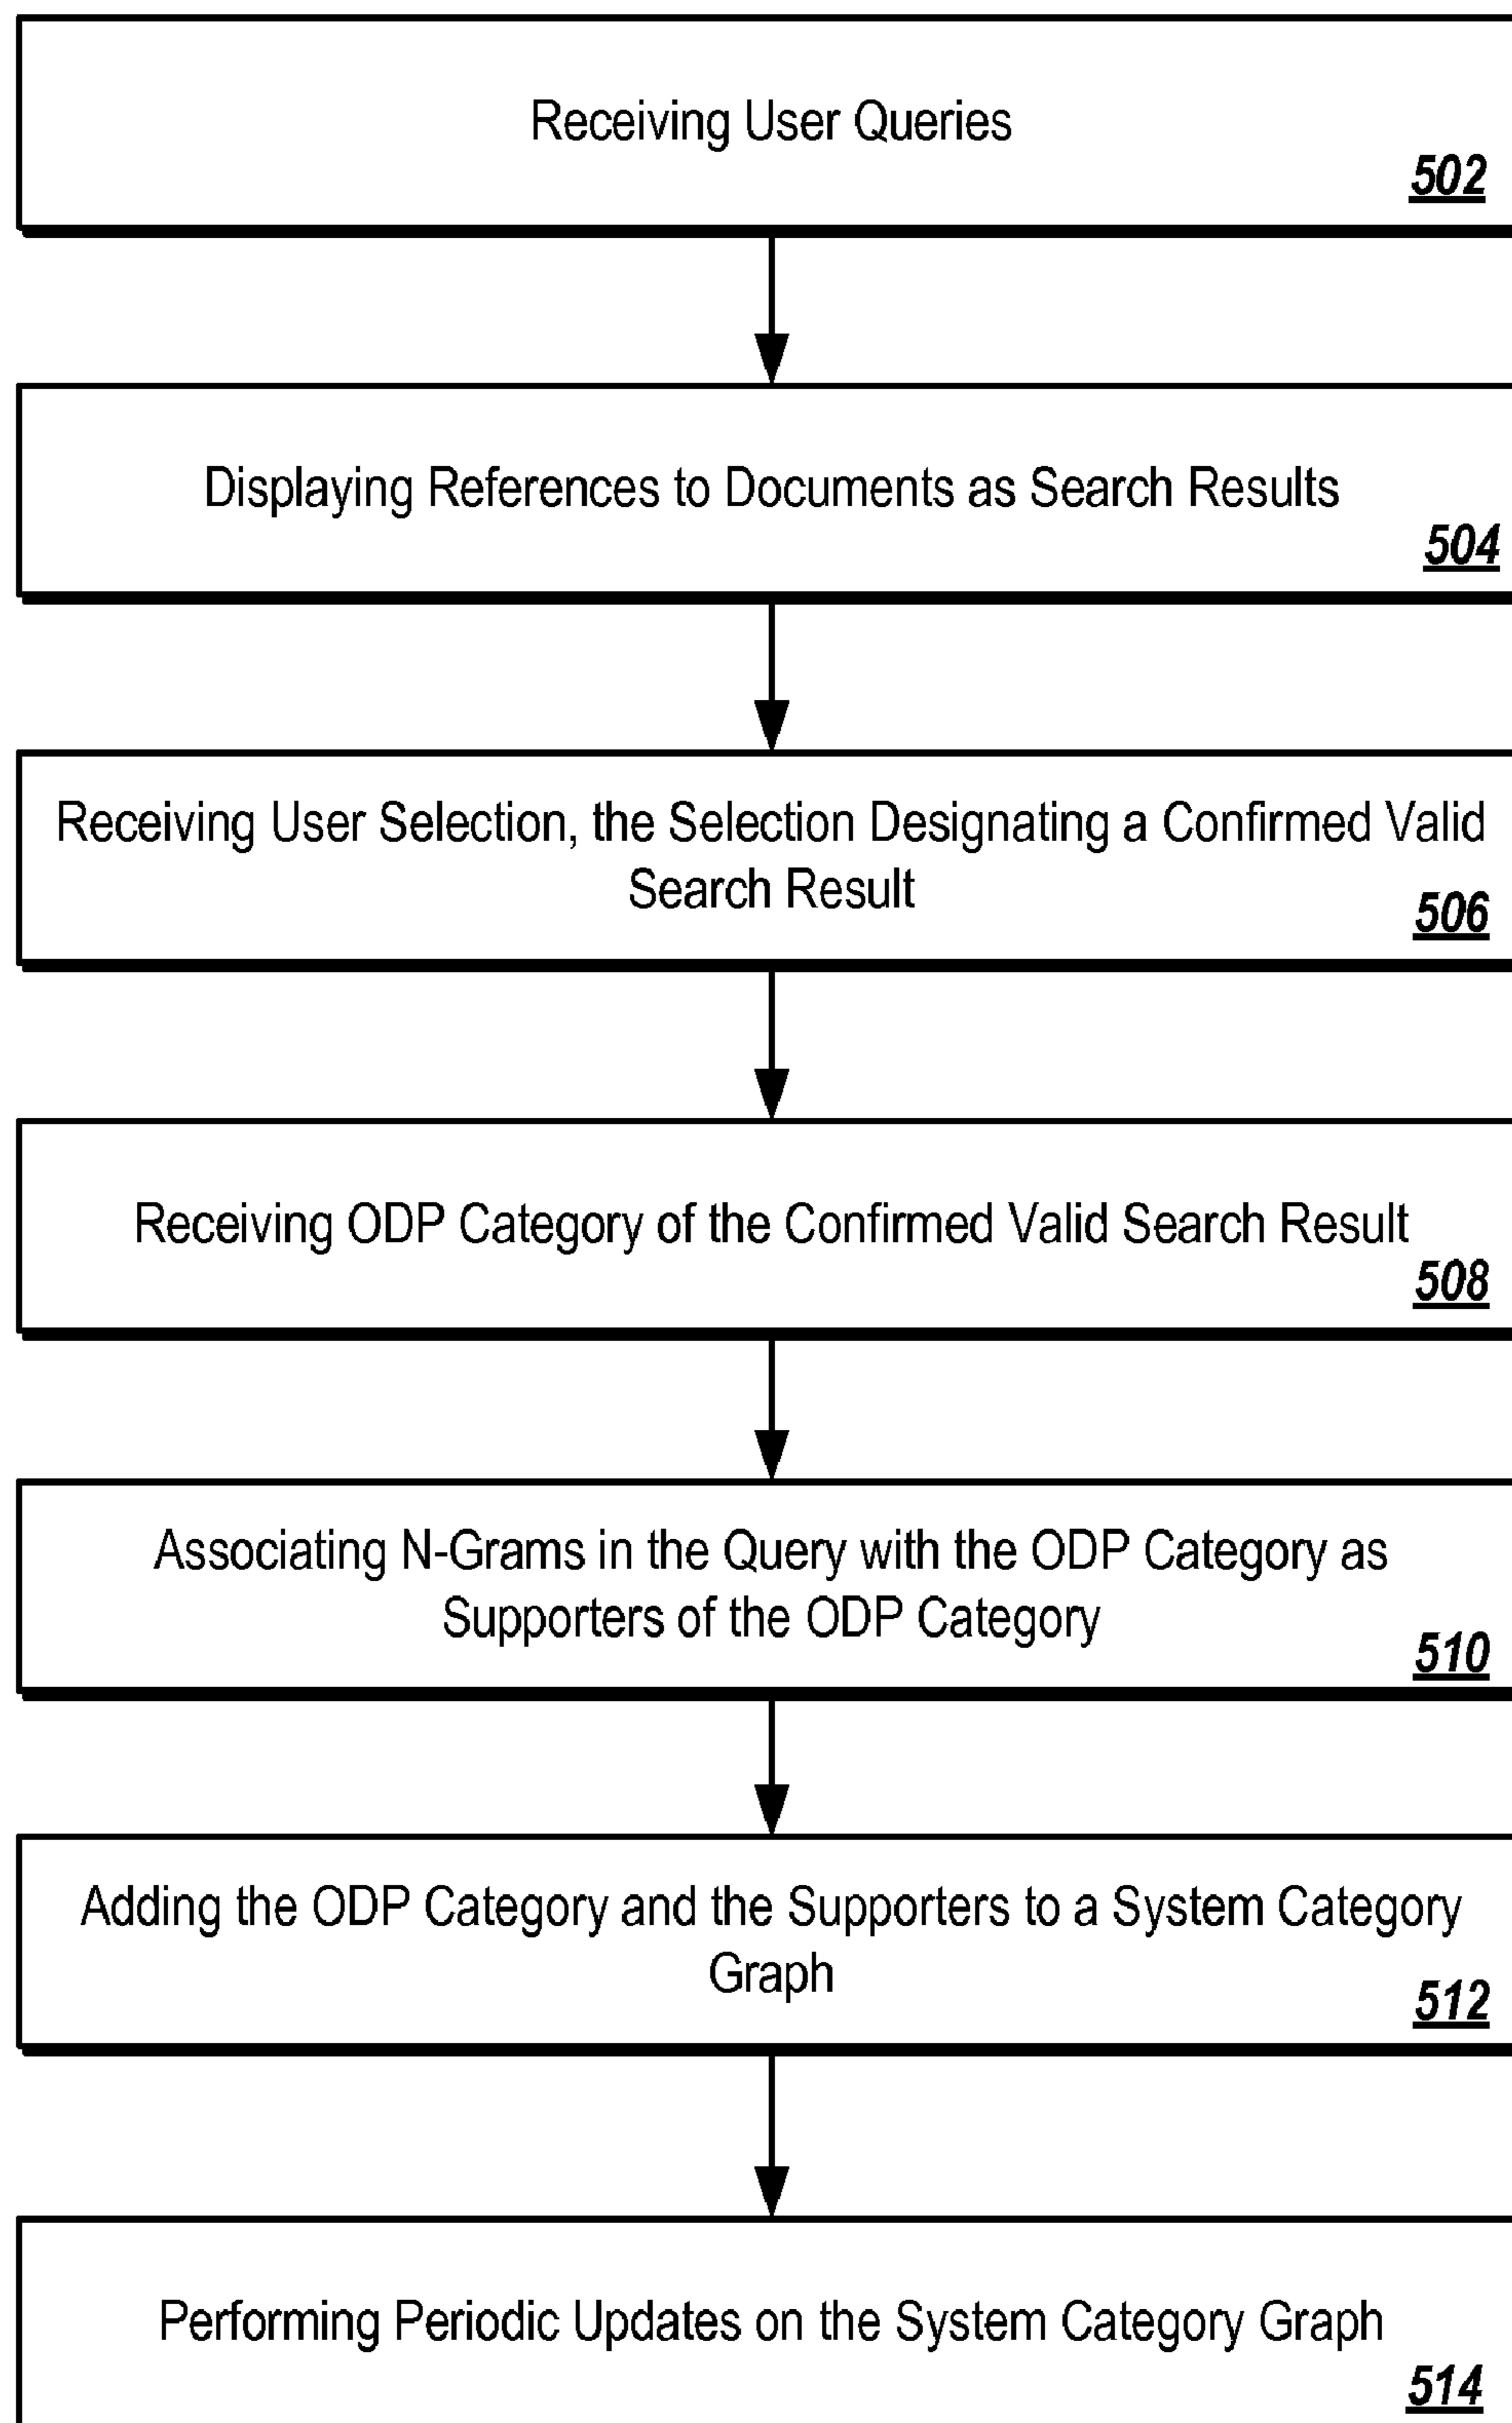 Receiving User Queries
502
Displaying References to Documents as Search Results
504
Receiving User Selection, the Selection Designating a Confirmed Valid
Search Result
506
Receiving ODP Category of the Confirmed Valid Search Result
508
Associating N-Grams in the Query with the ODP Category as
Supporters of the ODP Category
510
Adding the ODP Category and the Supporters to a System Category
Graph
512
Performing Periodic Updates on the System Category Graph
514